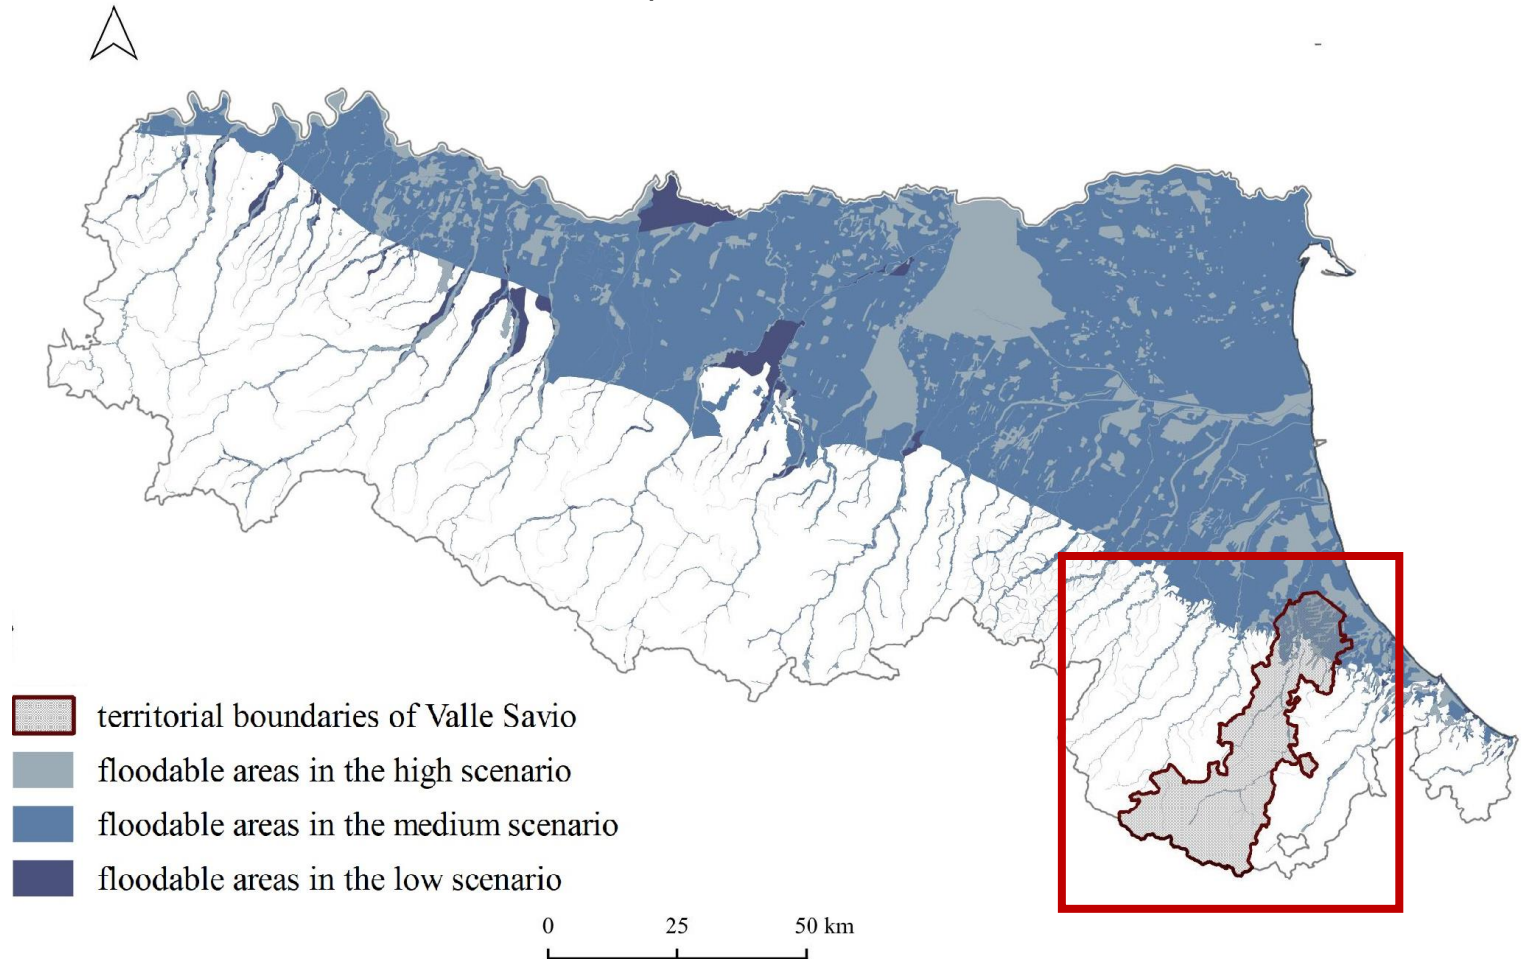 territorial boundaries of Valle Savio
floodable areas in the high scenario
floodable areas in the medium scenario
floodable areas in the low scenario
0 25 50 km